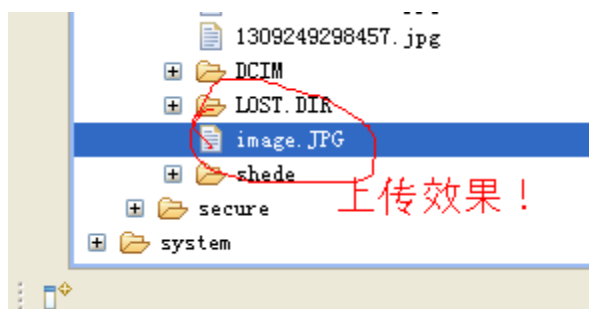 1309249298457.jpg
DCIM
LOST.DIR
image.JPG
shede
上传效果！
secure
system